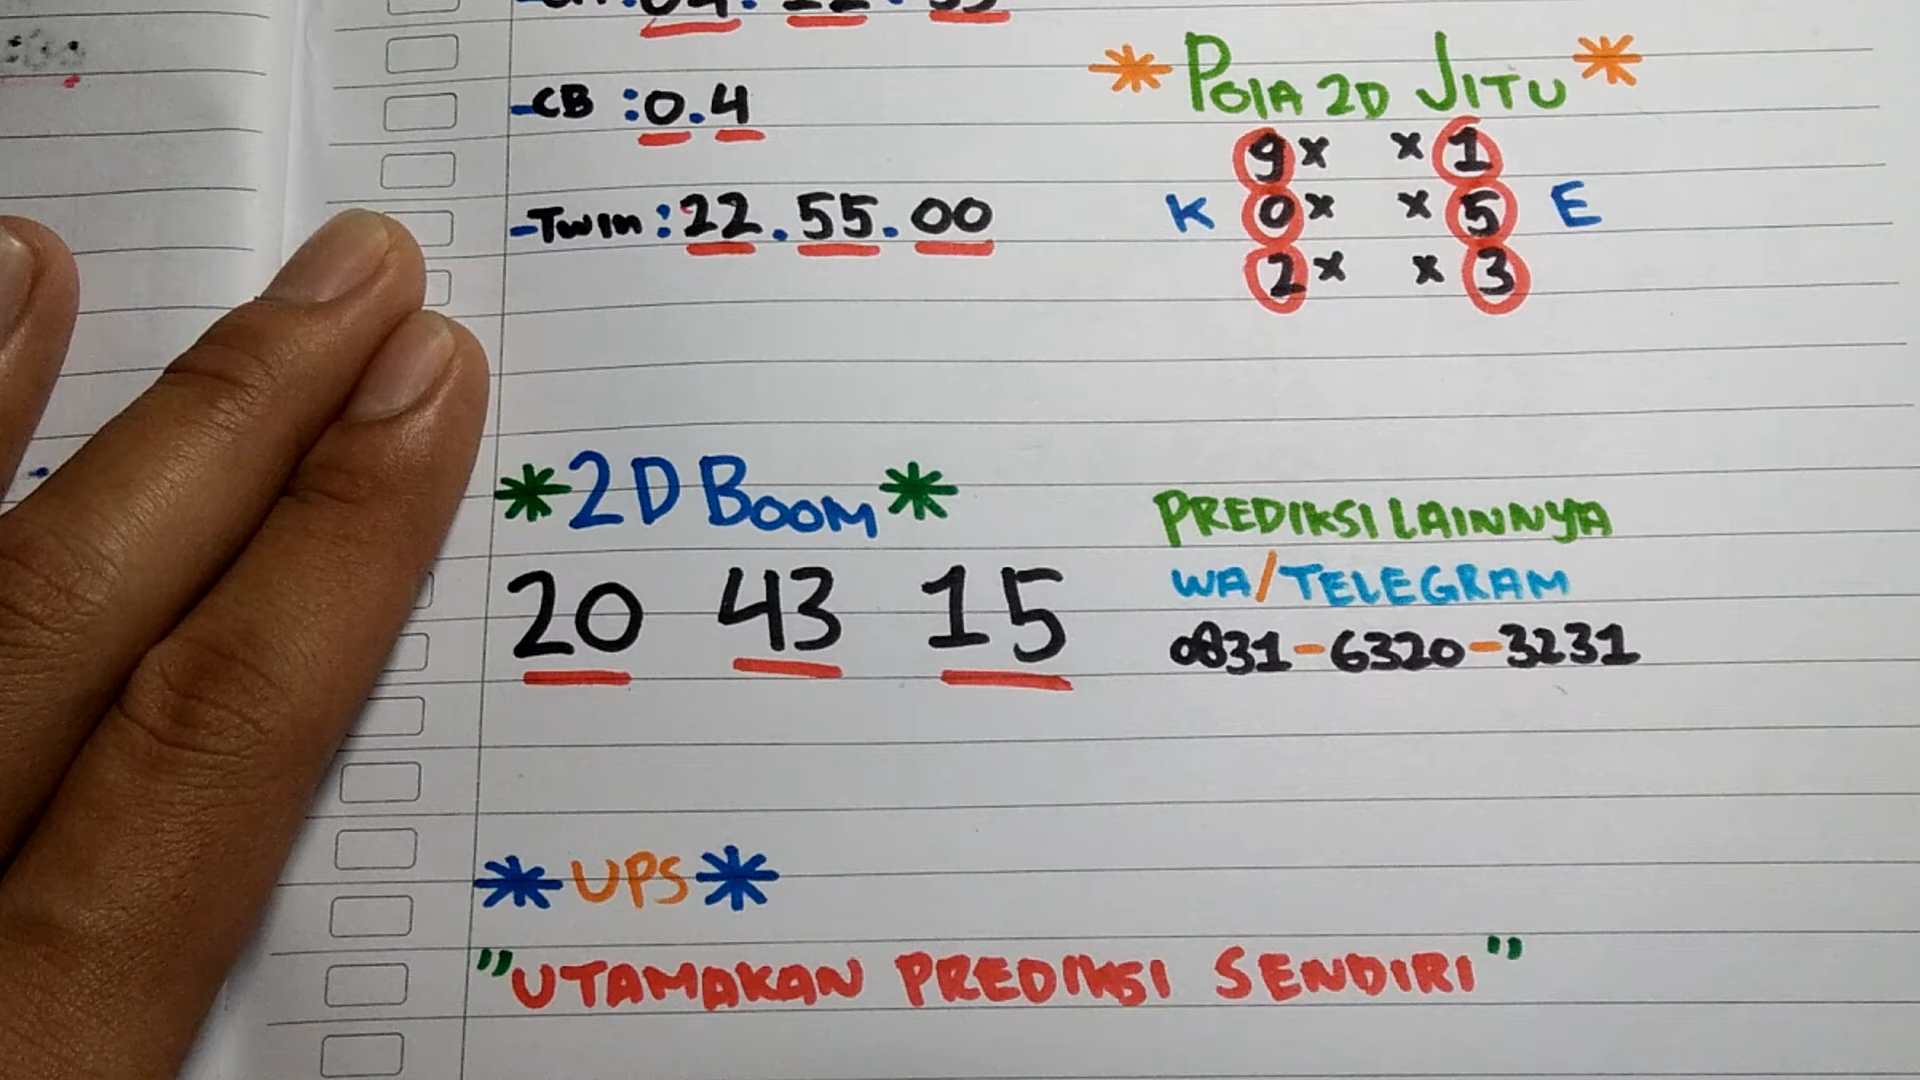 -CB : 0.4
-Twin : 22.55.00
*Pola 2D JITU*
9x x1
K 0x x5 E
2x x3
*2D Boom*
20 43 15
PREDIKSI LAINNYA
WA/TELEGRAM
0831-6320-3231
*UPS*
"UTAMAKAN PREDIKSI SENDIRI"